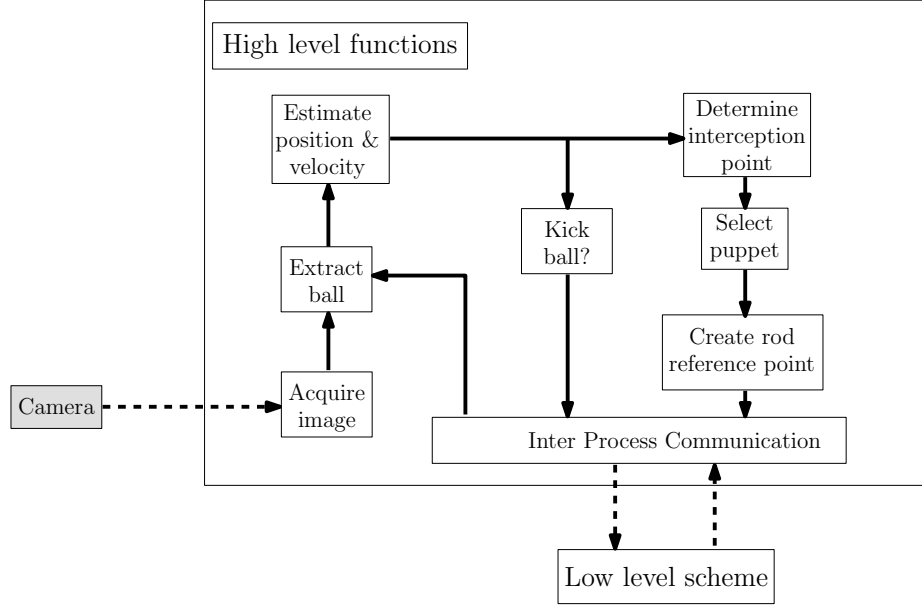 High level functions
Estimate
position &
velocity
Determine
interception
point
Kick
ball?
Select
puppet
Extract
ball
Create rod
reference point
Camera
Acquire
image
Inter Process Communication
Low level scheme